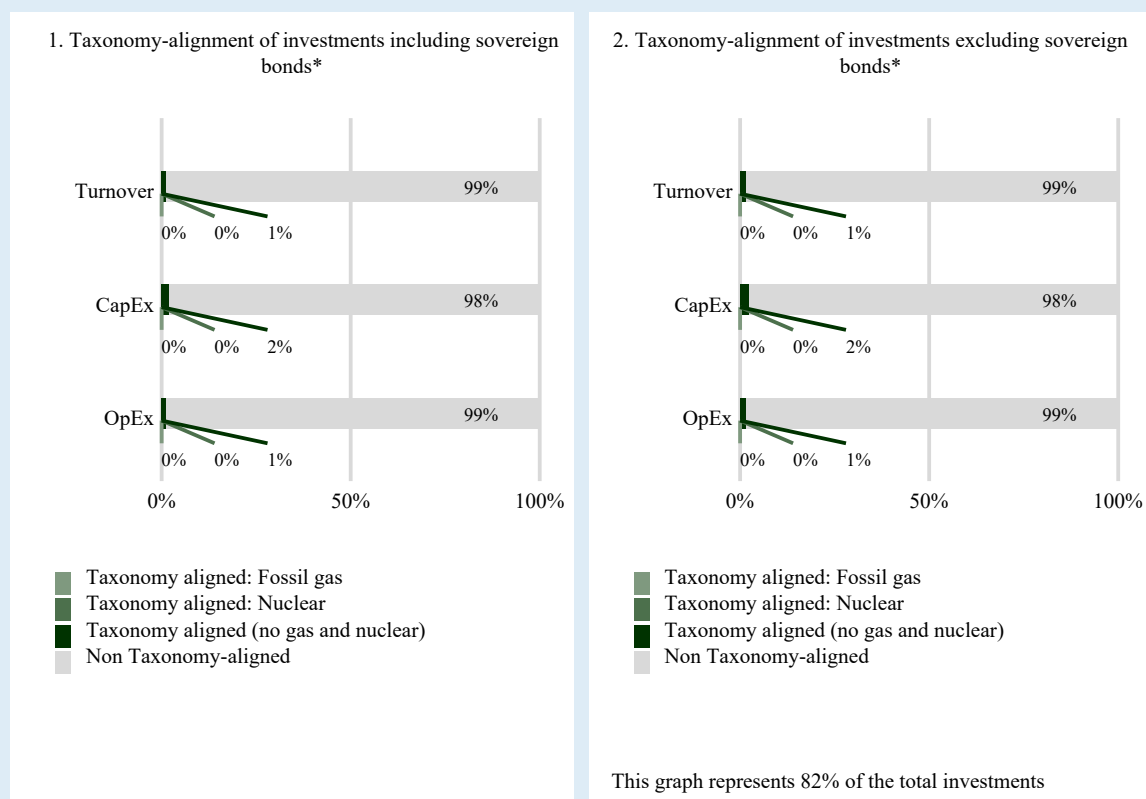 1. Taxonomy-alignment of investments including sovereign
bonds*
Turnover
99%
0% 0% 1%
CapEx
98%
0% 0% 2%
OpEx
99%
0% 0% 1%
0% 50% 100%
Taxonomy aligned: Fossil gas
Taxonomy aligned: Nuclear
Taxonomy aligned (no gas and nuclear)
Non Taxonomy-aligned
2. Taxonomy-alignment of investments excluding sovereign
bonds*
Turnover
99%
0% 0% 1%
CapEx
98%
0% 0% 2%
OpEx
99%
0% 0% 1%
0% 50% 100%
Taxonomy aligned: Fossil gas
Taxonomy aligned: Nuclear
Taxonomy aligned (no gas and nuclear)
Non Taxonomy-aligned
This graph represents 82% of the total investments